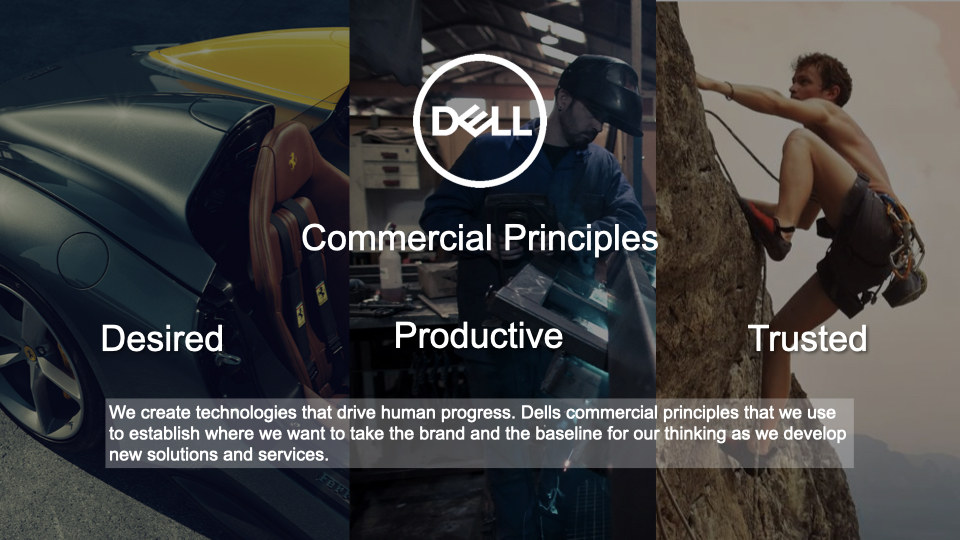 DELL
Commercial Principles
Desired
Productive
Trusted
We create technologies that drive human progress. Dells commercial principles that we use
to establish where we want to take the brand and the baseline for our thinking as we develop
new solutions and services.